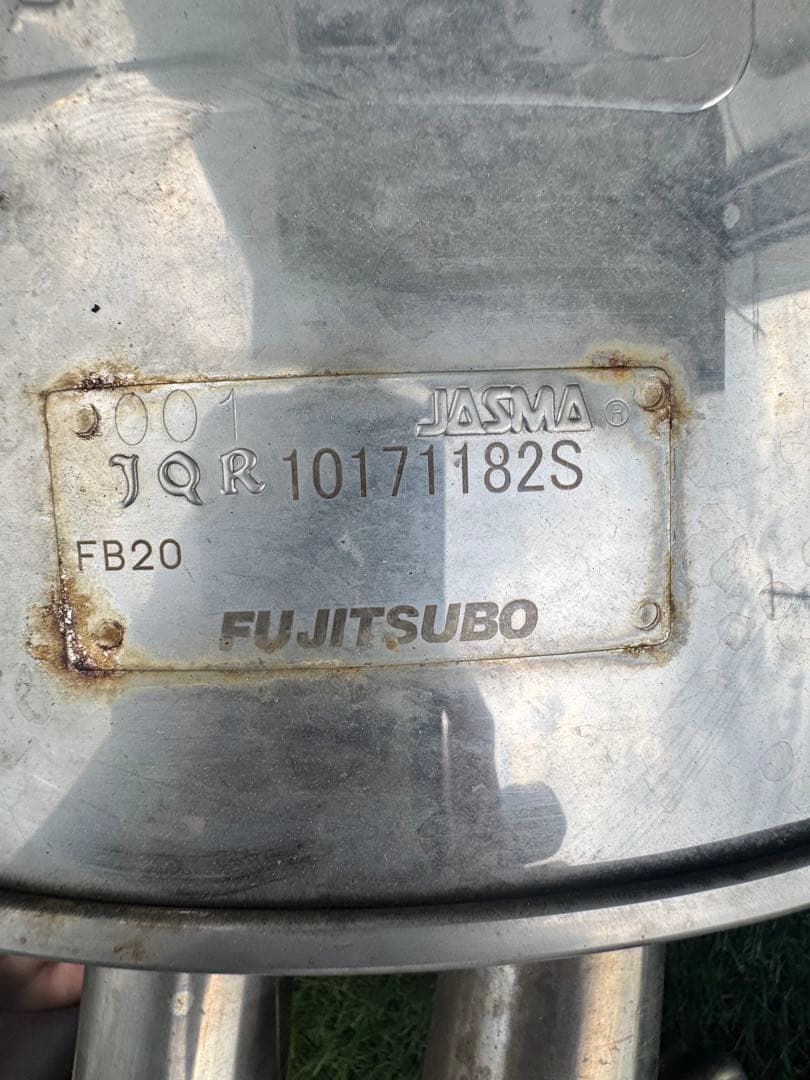 001 JASMA ®
JQR 10171182S
FB20
FUJITSUBO